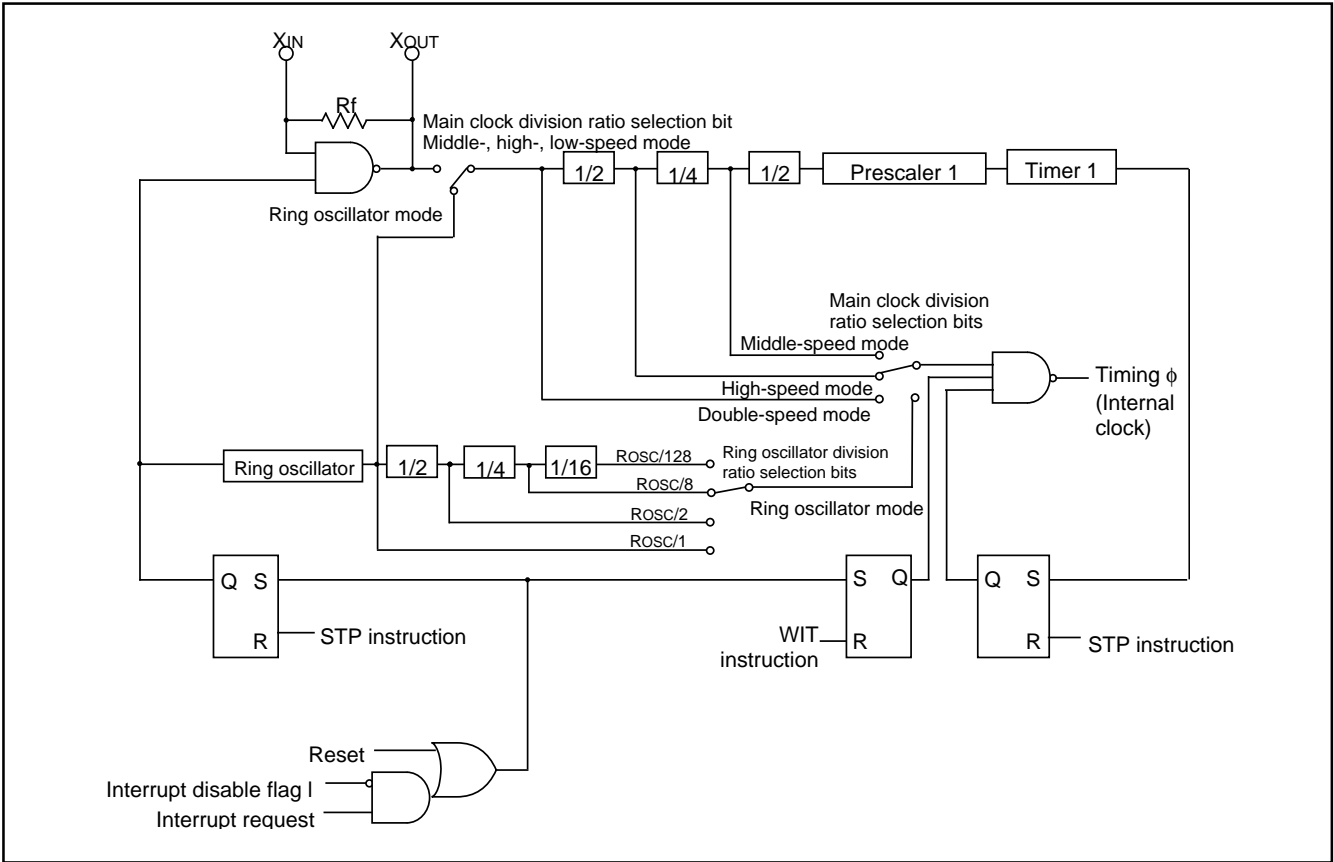 XIN
XOUT
Rf
Main clock division ratio selection bit
Middle-, high-, low-speed mode
1/2
1/4
1/2
Prescaler 1
Timer 1
Ring oscillator mode
Main clock division
ratio selection bits
Middle-speed mode
High-speed mode
Double-speed mode
Timing ϕ
(Internal
clock)
Ring oscillator
1/2
1/4
1/16
ROSC/128
ROSC/8
ROSC/2
ROSC/1
Ring oscillator division
ratio selection bits
Ring oscillator mode
Q S
R
STP instruction
S Q
R
WIT
instruction
Q S
R
STP instruction
Reset
Interrupt disable flag I
Interrupt request